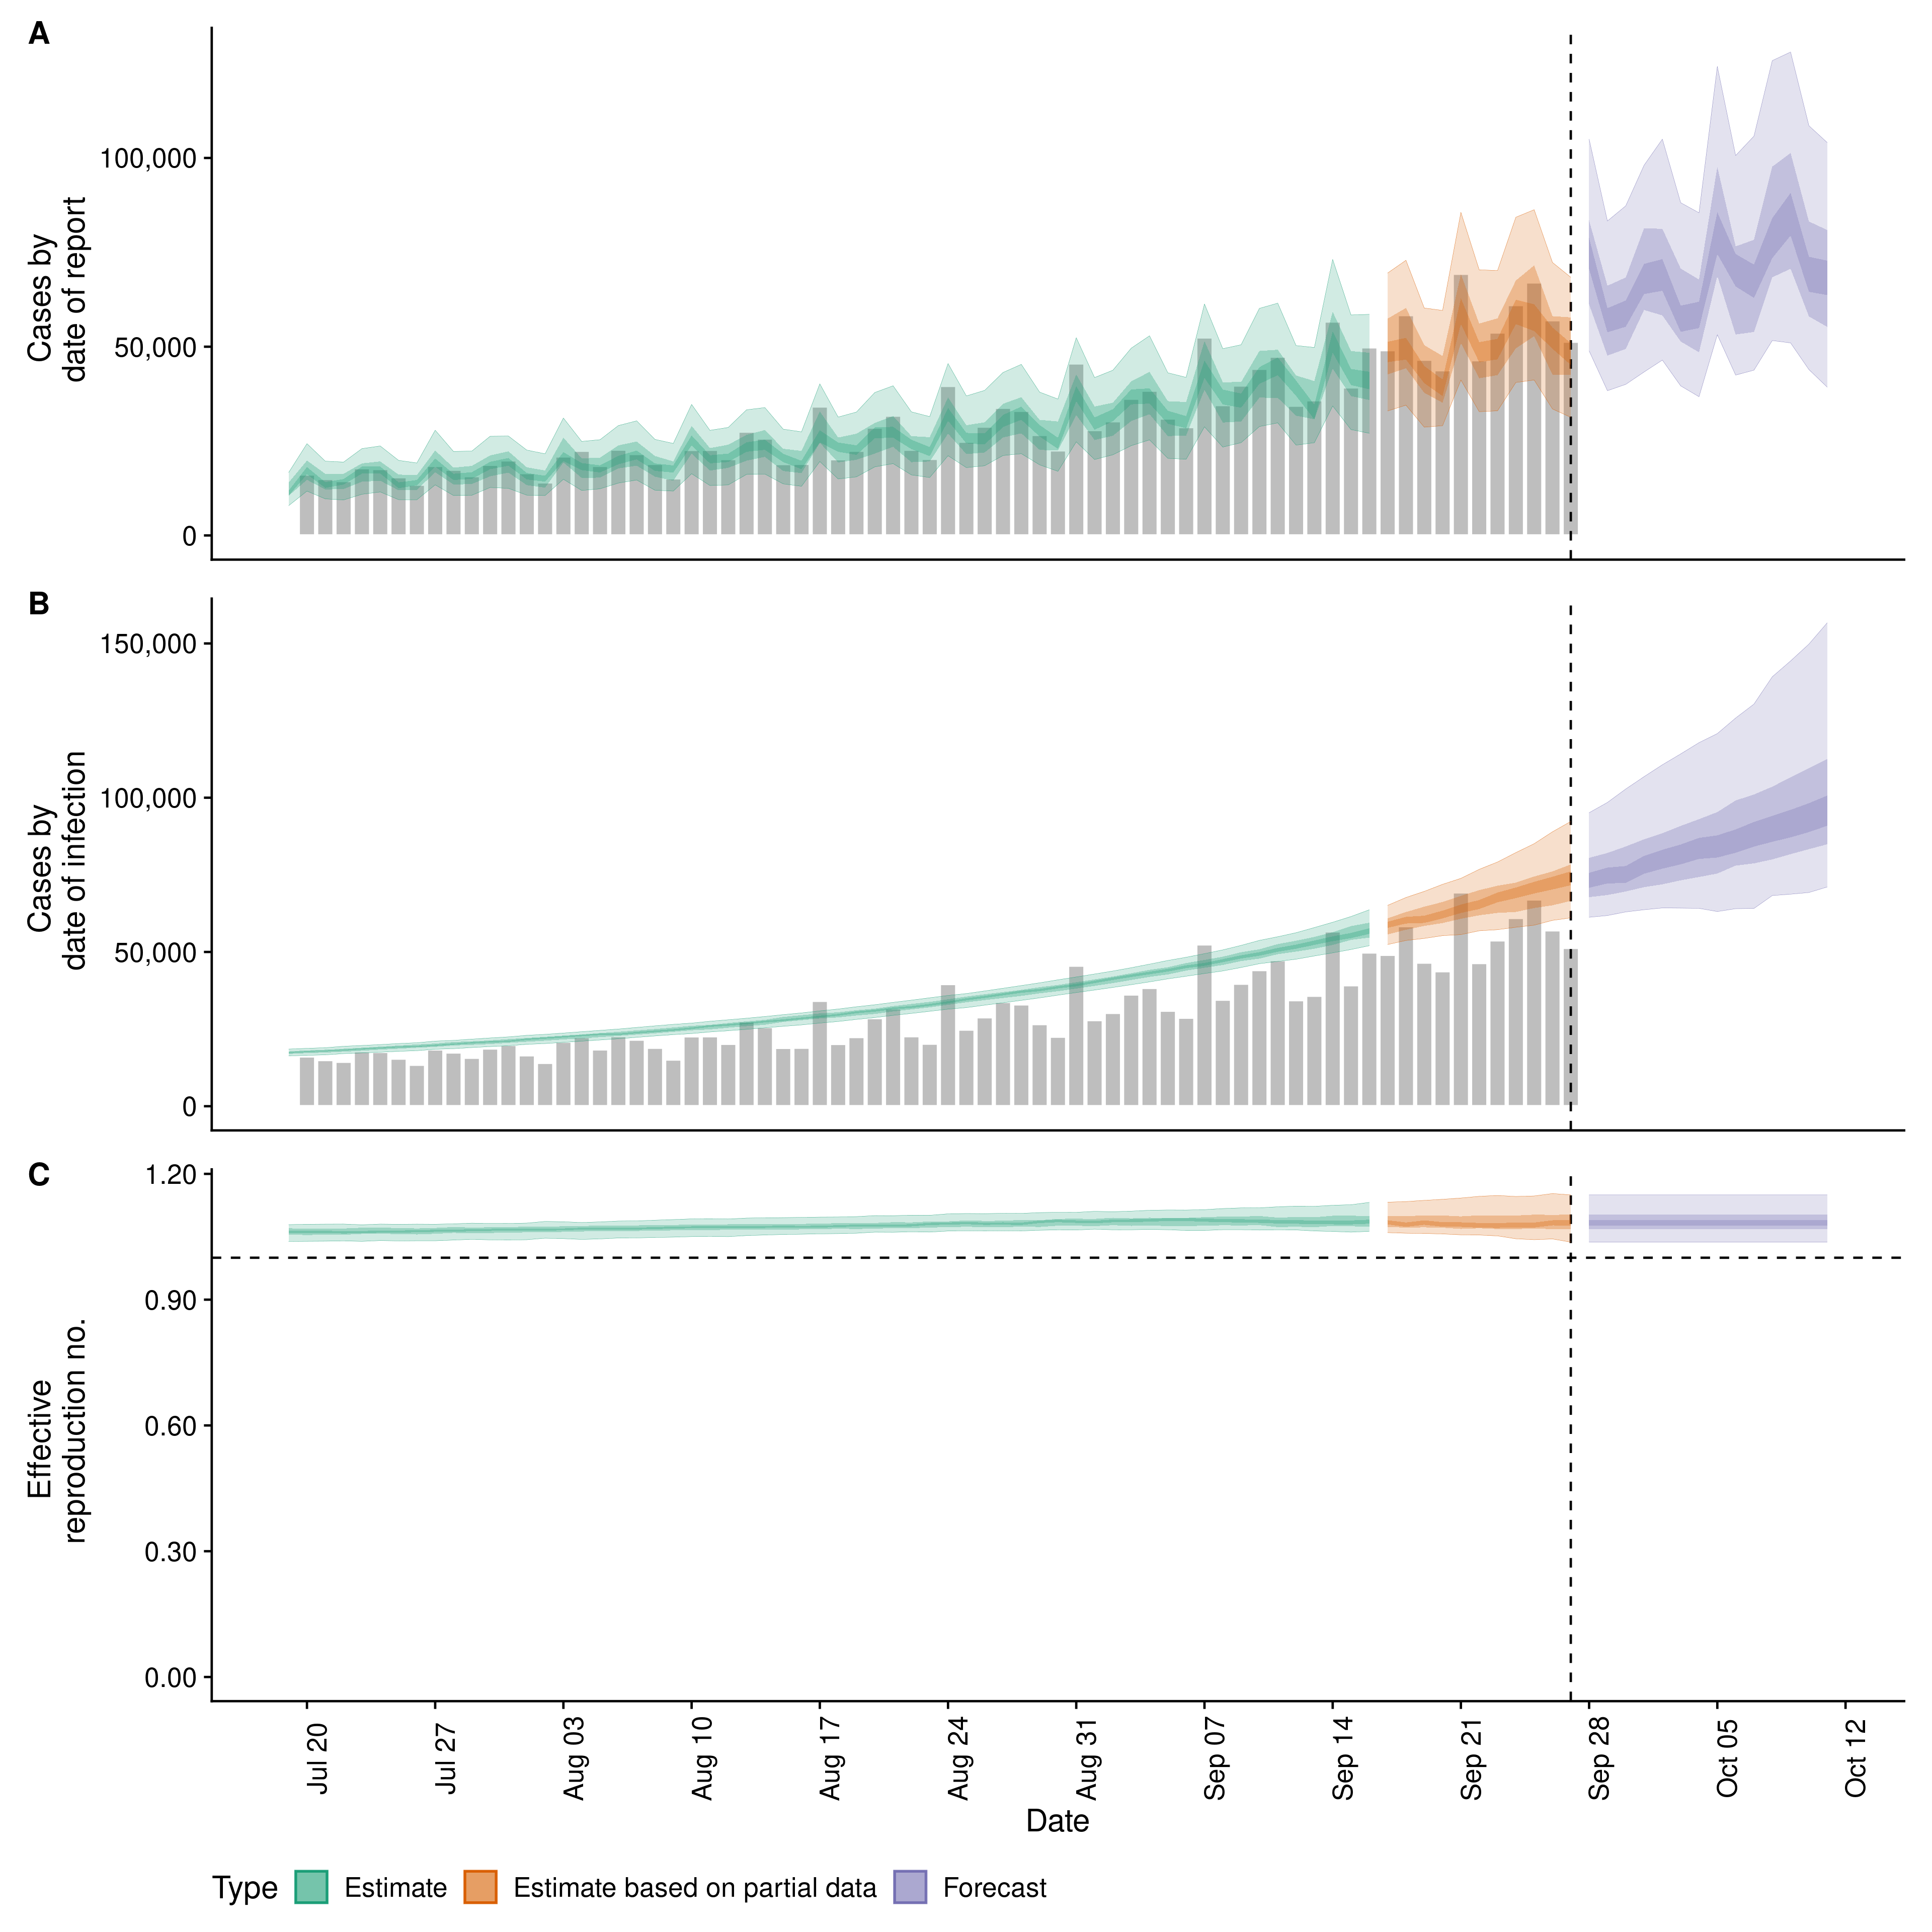 A
Cases by
date of report
100,000
50,000
0
B
Cases by
date of infection
150,000
100,000
50,000
0
C
Effective
reproduction no.
1.20
0.90
0.60
0.30
0.00
Jul 20
Jul 27
Aug 03
Aug 10
Aug 17
Aug 24
Aug 31
Sep 07
Sep 14
Sep 21
Sep 28
Oct 05
Oct 12
Date
Type Estimate Estimate based on partial data Forecast